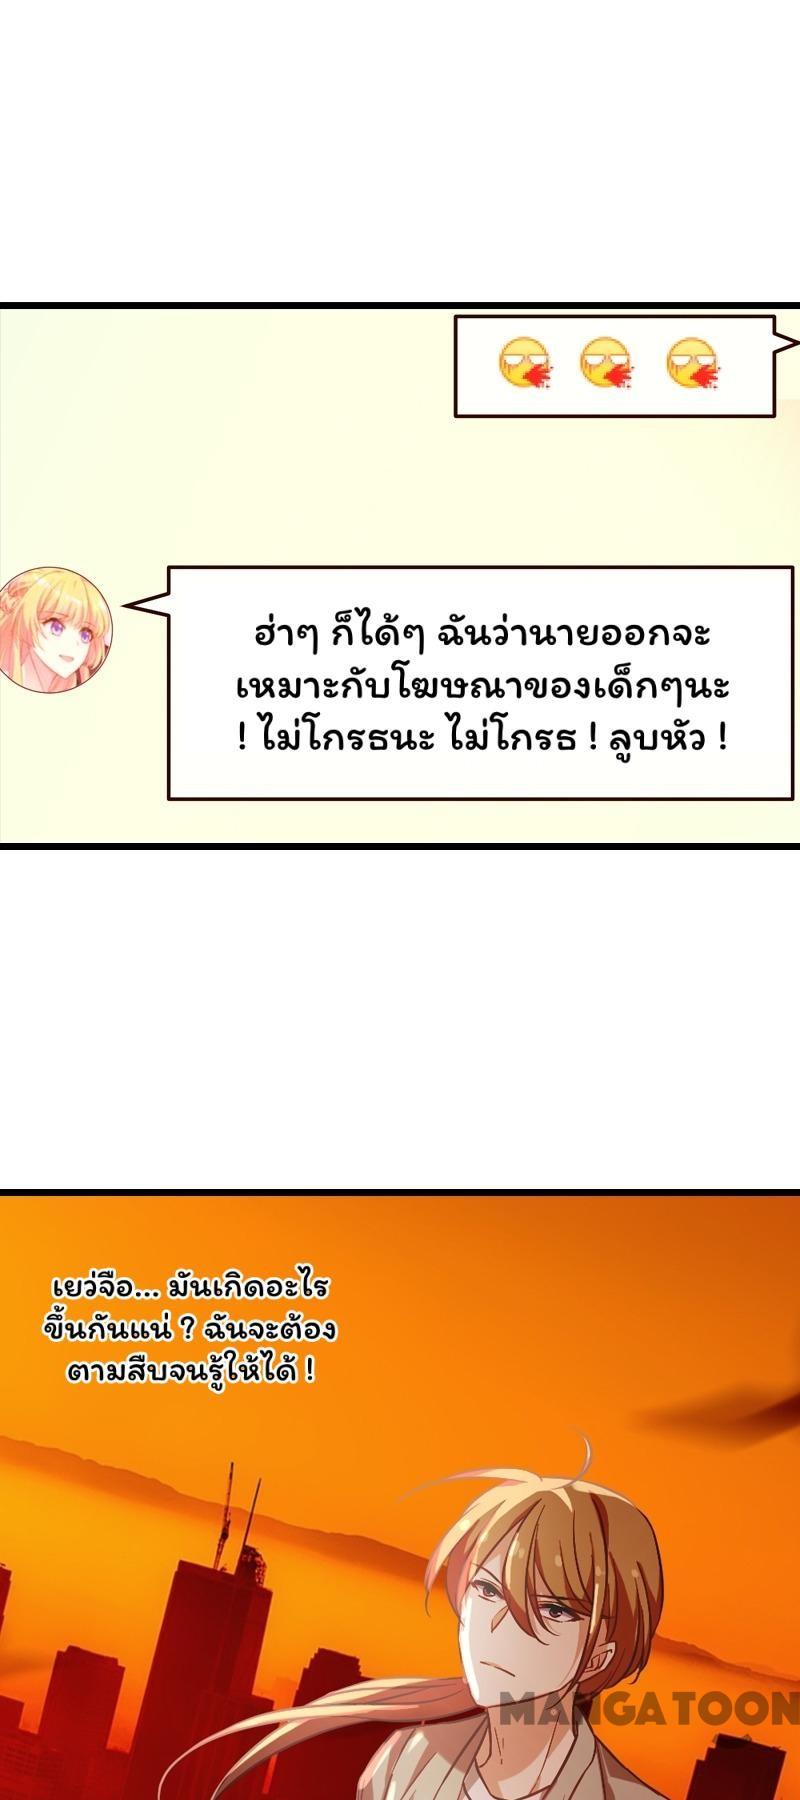 ฮ่าๆ ก็ได้ๆ ฉันว่านายออกจะ
เหมาะกับโฆษณาของเด็กๆนะ
! ไม่โกรธนะ ไม่โกรธ ! ลูบหัว !
เยว่จือ... มันเกิดอะไร
ขึ้นกันแน่ ? ฉันจะต้อง
ตามสืบจนรู้ให้ได้ !
MANGATOON